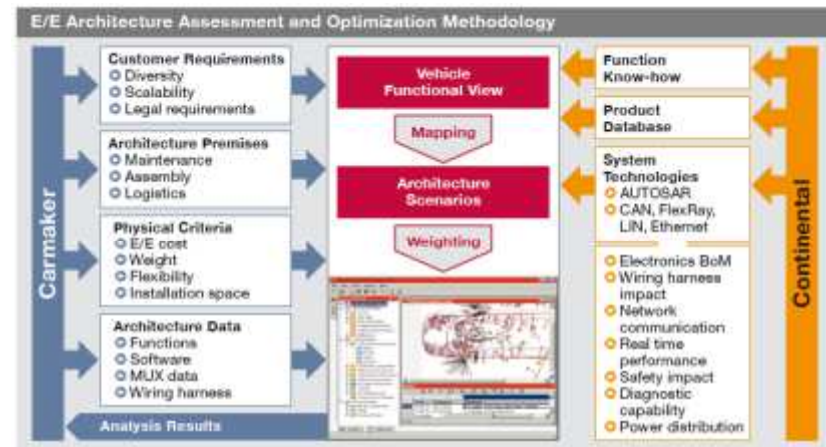 E/E Architecture Assessment and Optimization Methodology
Carmaker
Customer Requirements
Diversity
Scalability
Legal requirements
Architecture Premises
Maintenance
Assembly
Logistics
Physical Criteria
E/E cost
Weight
Flexibility
Installation space
Architecture Data
Functions
Software
MUX data
Wiring harness
Analysis Results
Vehicle
Functional View
Mapping
Architecture
Scenarios
Weighting
Function
Know-how
Product
Database
System
Technologies
AUTOSAR
CAN, FlexRay,
LIN, Ethernet
Electronics BoM
Wiring harness
impact
Network
communication
Real time
performance
Safety impact
Diagnostic
capability
Power distribution
Continental